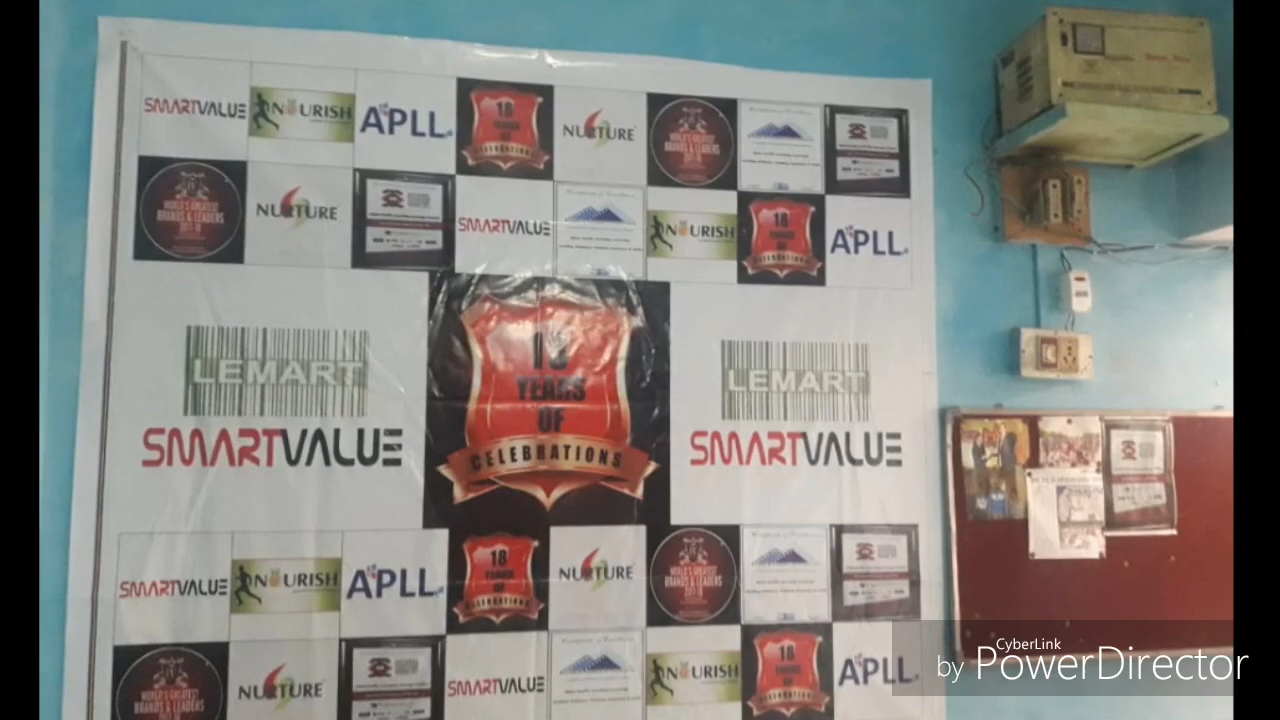 SMARTVALUE
NOURISH
APLL
18
YEARS
OF
CELEBRATIONS
NURTURE
WORLD'S GREATEST
BRANDS & LEADERS
2017-18
WORLD'S GREATEST
BRANDS & LEADERS
2017-18
NURTURE
SMARTVALUE
NOURISH
18
YEARS
OF
CELEBRATIONS
APLL
LEMART
SMARTVALUE
18
YEARS
OF
CELEBRATIONS
LEMART
SMARTVALUE
SMARTVALUE
NOURISH
APLL
18
YEARS
OF
CELEBRATIONS
NURTURE
WORLD'S GREATEST
BRANDS & LEADERS
2017-18
WORLD'S GREATEST
BRANDS & LEADERS
NURTURE
SMARTVALUE
NOURISH
18
YEARS
OF
CELEBRATIONS
APLL
CyberLink
by PowerDirector